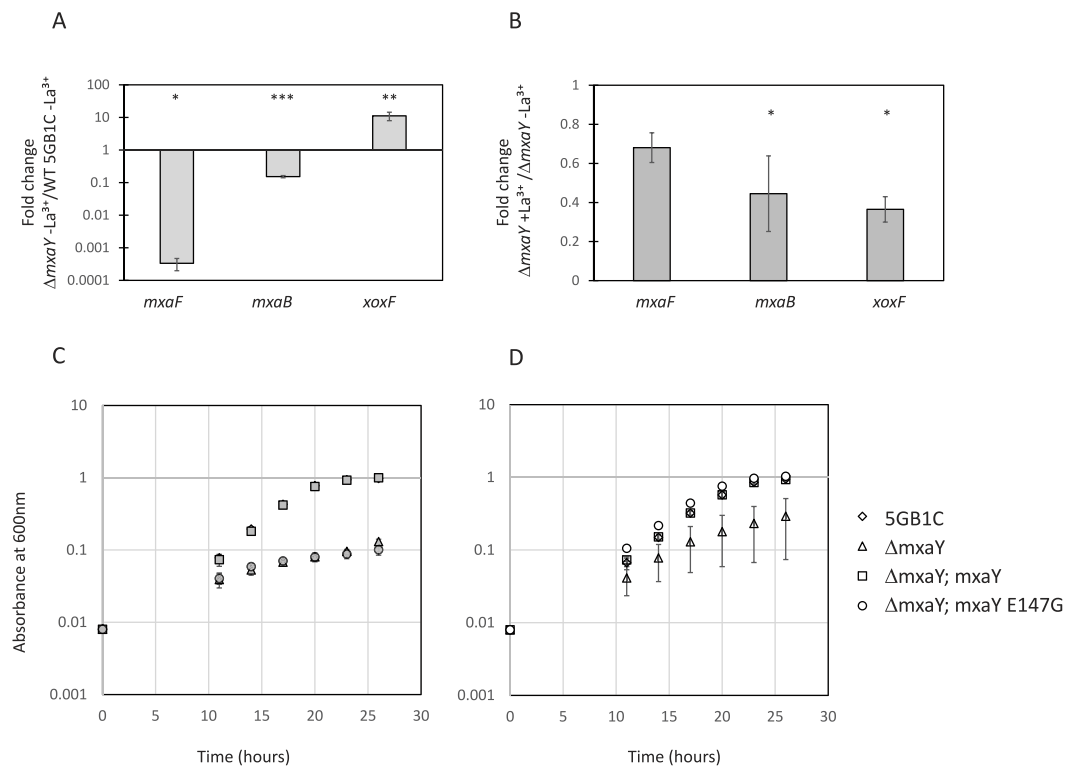 A
Fold change
ΔmxaY -La³⁺/WT 5GB1C -La³⁺
100
10
1
0.1
0.01
0.001
0.0001
* *** **
mxaF mxaB xoxF
B
Fold change
ΔmxaY +La³⁺ /ΔmxaY -La³⁺
1
0.8
0.6
0.4
0.2
0
* *
mxaF mxaB xoxF
C
Absorbance at 600nm
10
1
0.1
0.01
0.001
0 5 10 15 20 25 30
Time (hours)
D
10
1
0.1
0.01
0.001
0 5 10 15 20 25 30
Time (hours)
5GB1C
ΔmxaY
ΔmxaY; mxaY
ΔmxaY; mxaY E147G